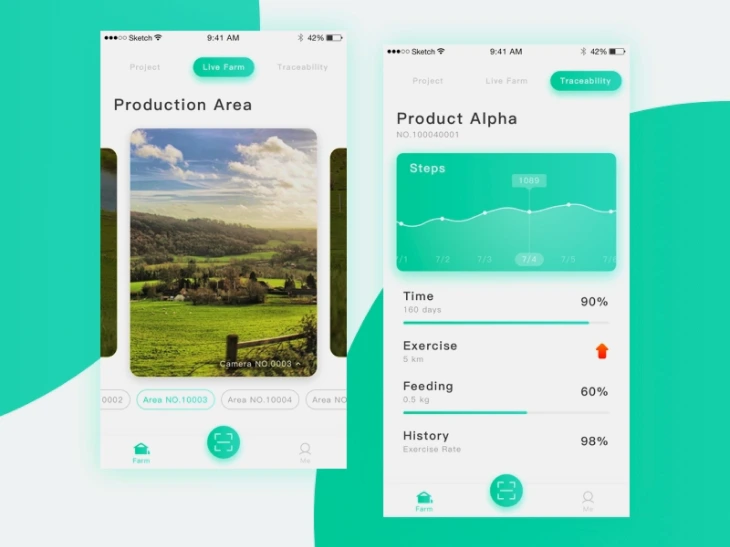 Sketch 9:41 AM 42%
Project Live Farm Traceability
Production Area
Camera NO.0003
0002 Area NO.10003 Area NO.10004 Area NO
Farm Me
Sketch 9:41 AM 42%
Project Live Farm Traceability
Product Alpha
NO.100040001
Steps
1089
7/1 7/2 7/3 7/4 7/5 7/6
Time 90%
160 days
Exercise
5 km
Feeding 60%
0.5 kg
History 98%
Exercise Rate
Farm Me